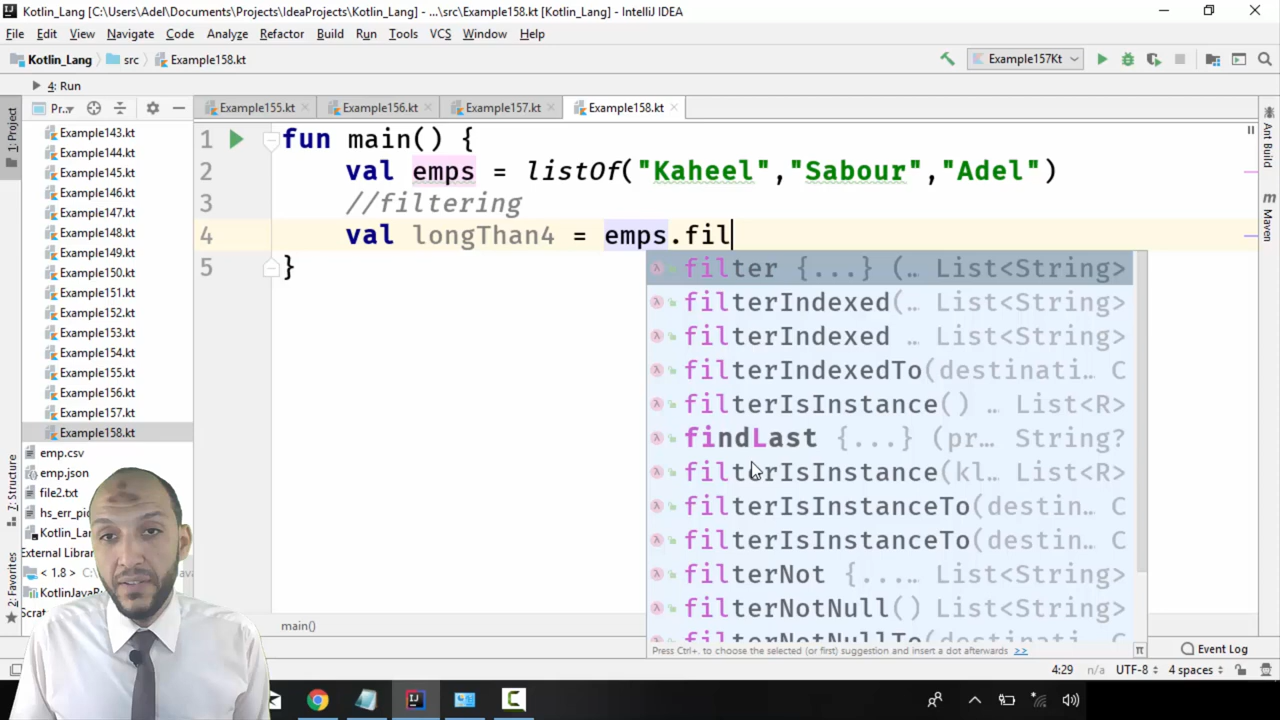 Kotlin_Lang [C:\Users\Adel\Documents\Projects\IdeaProjects\Kotlin_Lang] - ...\src\Example158.kt [Kotlin_Lang] - IntelliJ IDEA
File Edit View Navigate Code Analyze Refactor Build Run Tools VCS Window Help
Kotlin_Lang src Example158.kt Example157Kt
4: Run
1: Project
Pr..
Example155.kt Example156.kt Example157.kt Example158.kt
Example143.kt
Example144.kt
Example145.kt
Example146.kt
Example147.kt
Example148.kt
Example149.kt
Example150.kt
Example151.kt
Example152.kt
Example153.kt
Example154.kt
Example155.kt
Example156.kt
Example157.kt
Example158.kt
emp.csv
emp.json
file2.txt
hs_err_pi
Kotlin_Lang
External Librar
< 1.8 > C:\
KotlinJavaR
Scrat
7: Structure
2: Favorites
1 fun main() {
2 val emps = listOf("Kaheel","Sabour","Adel")
3 //filtering
4 val longThan4 = emps.fil
5 }
filter {...} (… List<String>
filterIndexed(… List<String>
filterIndexed List<String>
filterIndexedTo(destinati… C
filterIsInstance() … List<R>
findLast {...} (pr… String?
filterIsInstance(kl… List<R>
filterIsInstanceTo(destin… C
filterIsInstanceTo(destin… C
filterNot {...… List<String>
filterNotNull() List<String>
filterNotNullTo(destinati… C
Press Ctrl+. to choose the selected (or first) suggestion and insert a dot afterwards >>
Ant Build
Maven
main()
Event Log
4:29 n/a UTF-8 4 spaces